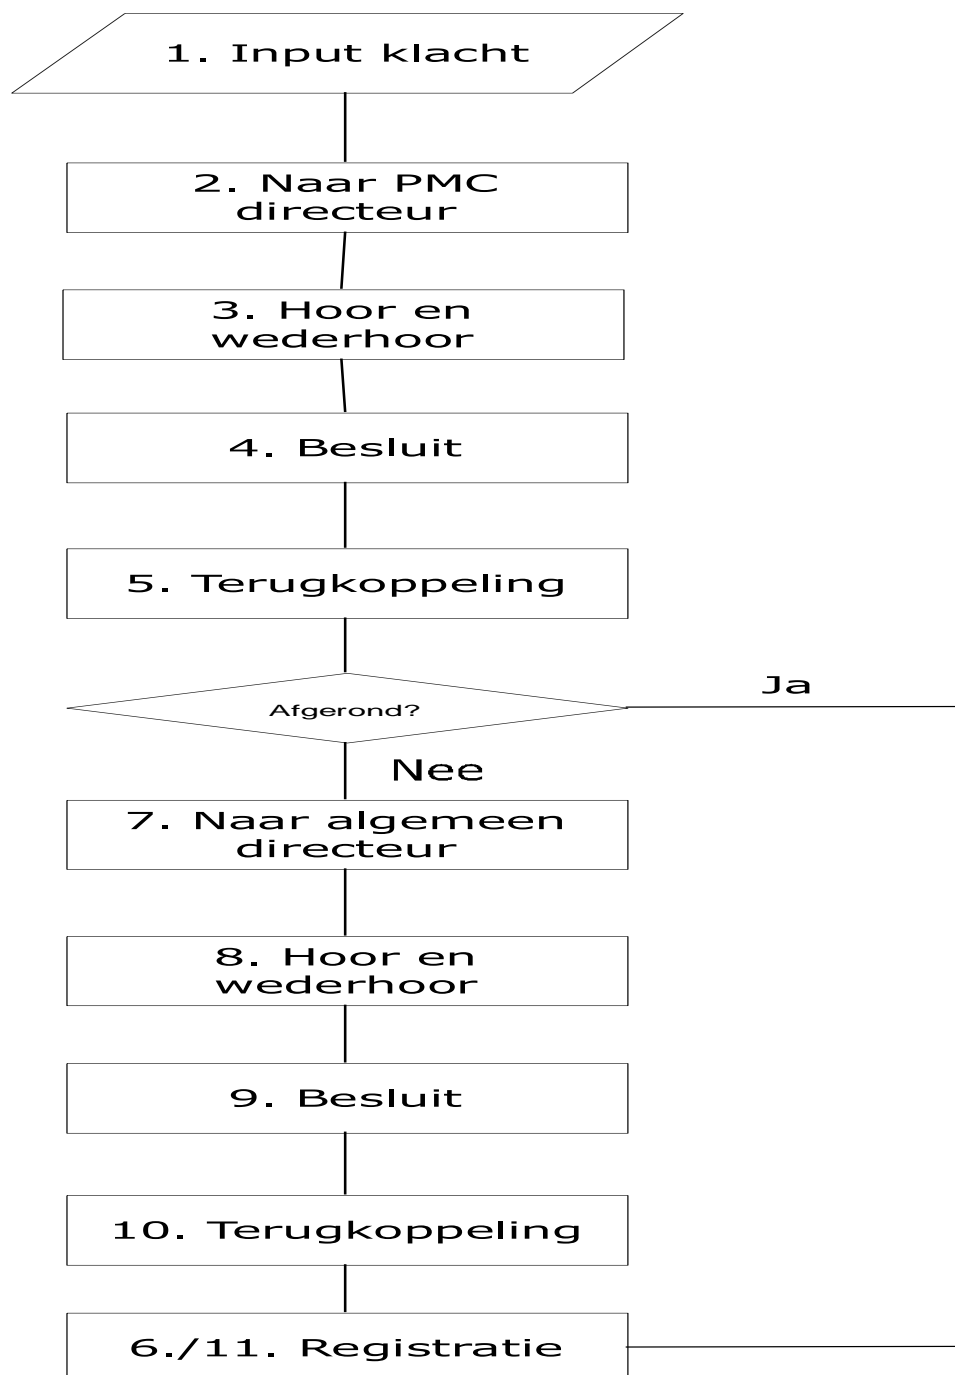 1. Input klacht
2. Naar PMC
directeur
3. Hoor en
wederhoor
4. Besluit
5. Terugkoppeling
Afgerond?
Ja
Nee
7. Naar algemeen
directeur
8. Hoor en
wederhoor
9. Besluit
10. Terugkoppeling
6./11. Registratie